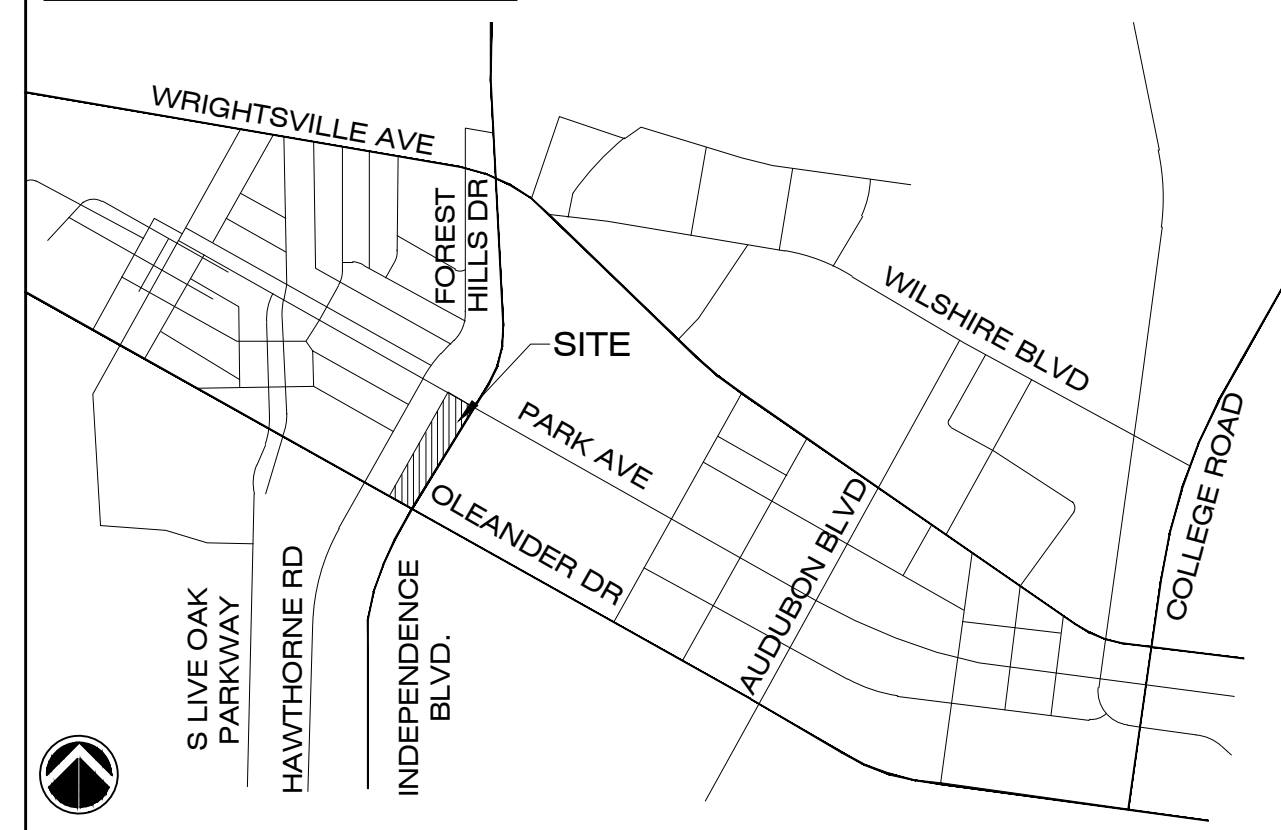 WRIGHTSVILLE AVE
FOREST
HILLS DR
WILSHIRE BLVD
SITE
PARK AVE
COLLEGE ROAD
OLEANDER DR
AUDUBON BLVD
S LIVE OAK
PARKWAY
HAWTHORNE RD
INDEPENDENCE
BLVD.